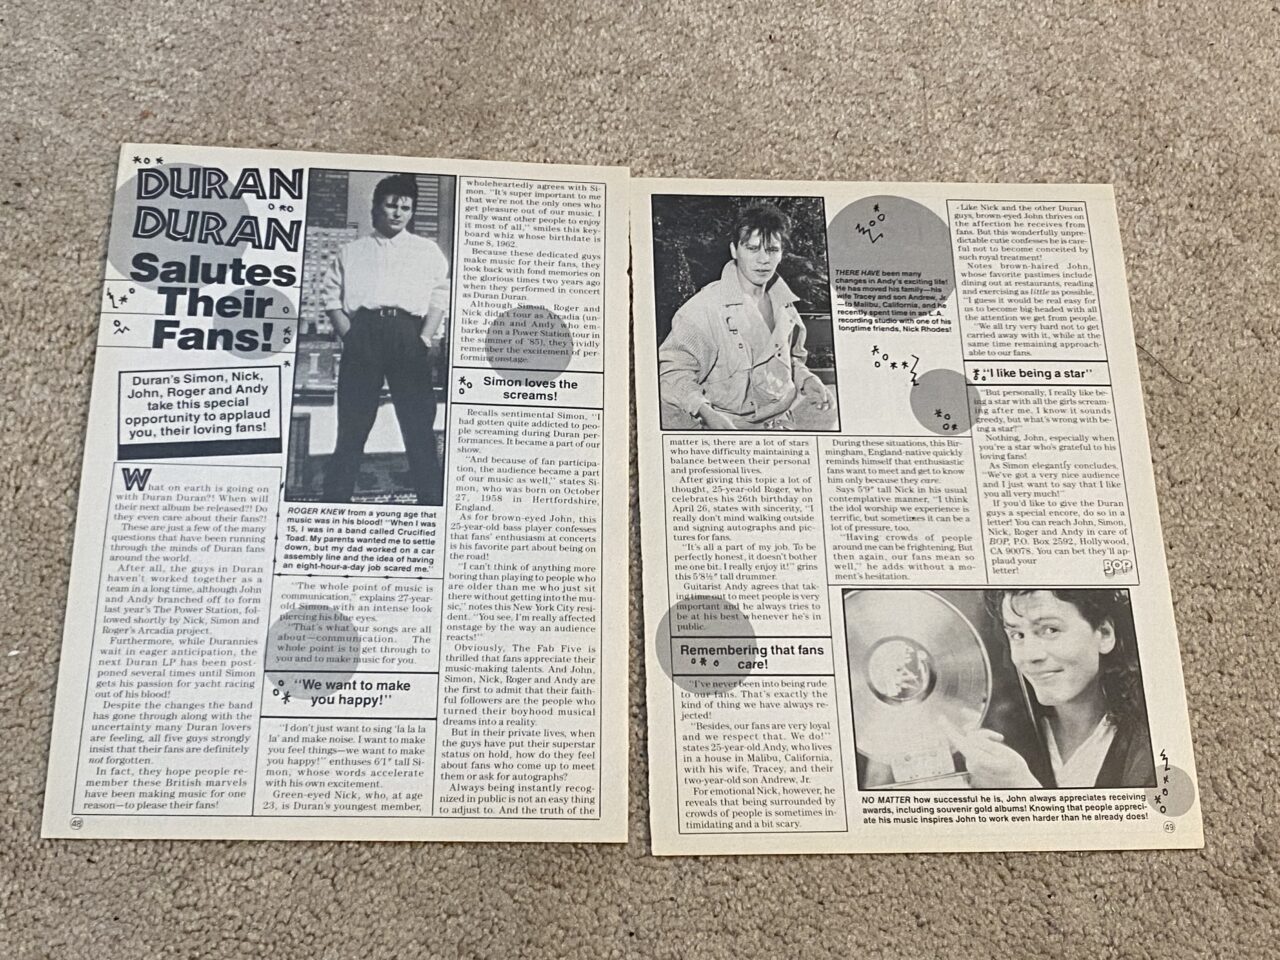 DURAN
DURAN
Salutes
Their
Fans!
Duran's Simon, Nick,
John, Roger and Andy
take this special
opportunity to applaud
you, their loving fans!
What on earth is going on
with Duran Duran?! When will
their next album be released?! Do
they even care about their fans?!
These are just a few of the many
questions that have been running
through the minds of Duran fans
around the world.
After all, the guys in Duran
haven't worked together as a
team in a long time, although John
and Andy branched off to form
last year's The Power Station, fol-
lowed shortly by Nick, Simon and
Roger's Arcadia project.
Furthermore, while Durannies
wait in eager anticipation, the
next Duran LP has been post-
poned several times until Simon
gets his passion for yacht racing
out of his blood!
Despite the changes the band
has gone through along with the
uncertainty many Duran lovers
are feeling, all five guys strongly
insist that their fans are definitely
not forgotten.
In fact, they hope people re-
member these British marvels
have been making music for one
reason—to please their fans!
48
ROGER KNEW from a young age that
music was in his blood! "When I was
15, I was in a band called Crucified
Toad. My parents wanted me to settle
down, but my dad worked on a car
assembly line and the idea of having
an eight-hour-a-day job scared me."
"The whole point of music is
communication," explains 27-year-
old Simon with an intense look
piercing his blue eyes.
"That's what our songs are all
about—communication. The
whole point is to get through to
you and to make music for you.
"We want to make
you happy!"
"I don't just want to sing 'la la la
la' and make noise. I want to make
you feel things—we want to make
you happy!" enthuses 6'1" tall Si-
mon, whose words accelerate
with his own excitement.
Green-eyed Nick, who, at age
23, is Duran's youngest member,
wholeheartedly agrees with Si-
mon. "It's super important to me
that we're not the only ones who
get pleasure out of our music. I
really want other people to enjoy
it most of all," smiles this key-
board whiz whose birthdate is
June 8, 1962.
Because these dedicated guys
make music for their fans, they
look back with fond memories on
the glorious times two years ago
when they performed in concert
as Duran Duran.
Although Simon, Roger and
Nick didn't tour as Arcadia (un-
like John and Andy who em-
barked on a Power Station tour in
the summer of '85), they vividly
remember the excitement of per-
forming onstage.
Simon loves the
screams!
Recalls sentimental Simon, "I
had gotten quite addicted to peo-
ple screaming during Duran per-
formances. It became a part of our
show.
"And because of fan participa-
tion, the audience became a part
of our music as well," states Si-
mon, who was born on October
27, 1958 in Hertfordshire,
England.
As for brown-eyed John, this
25-year-old bass player confesses
that fans' enthusiasm at concerts
is his favorite part about being on
the road!
"I can't think of anything more
boring than playing to people who
are older than me who just sit
there without getting into the mu-
sic," notes this New York City resi-
dent. "You see, I'm really affected
onstage by the way an audience
reacts!"
Obviously, The Fab Five is
thrilled that fans appreciate their
music-making talents. And John,
Simon, Nick, Roger and Andy are
the first to admit that their faith-
ful followers are the people who
turned their boyhood musical
dreams into a reality.
But in their private lives, when
the guys have put their superstar
status on hold, how do they feel
about fans who come up to meet
them or ask for autographs?
Always being instantly recog-
nized in public is not an easy thing
to adjust to. And the truth of the
matter is, there are a lot of stars
who have difficulty maintaining a
balance between their personal
and professional lives.
After giving this topic a lot of
thought, 25-year-old Roger, who
celebrates his 26th birthday on
April 26, states with sincerity, "I
really don't mind walking outside
and signing autographs and pic-
tures for fans.
"It's all a part of my job. To be
perfectly honest, it doesn't bother
me one bit. I really enjoy it!" grins
this 5'8½" tall drummer.
Guitarist Andy agrees that tak-
ing time out to meet people is very
important and he always tries to
be at his best whenever he's in
public.
Remembering that fans
care!
"I've never been into being rude
to our fans. That's exactly the
kind of thing we have always re-
jected!
"Besides, our fans are very loyal
and we respect that. We do!"
states 25-year-old Andy, who lives
in a house in Malibu, California,
with his wife, Tracey, and their
two-year-old son Andrew, Jr.
For emotional Nick, however, he
reveals that being surrounded by
crowds of people is sometimes in-
timidating and a bit scary.
THERE HAVE been many
changes in Andy's exciting life!
He has moved his family—his
wife Tracey and son Andrew, Jr.
—to Malibu, California, and he
recently spent time in an L.A.
recording studio with one of his
longtime friends, Nick Rhodes!
During these situations, this Bir-
mingham, England-native quickly
reminds himself that enthusiastic
fans want to meet and get to know
him only because they care.
Says 5'9" tall Nick in his usual
contemplative manner, "I think
the idol worship we experience is
terrific, but sometimes it can be a
lot of pressure, too.
"Having crowds of people
around me can be frightening. But
then again, our fans mean so
well," he adds without a mo-
ment's hesitation.
Like Nick and the other Duran
guys, brown-eyed John thrives on
the affection he receives from
fans. But this wonderfully unpre-
dictable cutie confesses he is care-
ful not to become conceited by
such royal treatment!
Notes brown-haired John,
whose favorite pastimes include
dining out at restaurants, reading
and exercising as little as possible,
"I guess it would be real easy for
us to become big-headed with all
the attention we get from people.
"We all try very hard not to get
carried away with it, while at the
same time remaining approach-
able to our fans.
"I like being a star"
"But personally, I really like be-
ing a star with all the girls scream-
ing after me. I know it sounds
greedy, but what's wrong with be-
ing a star?"
Nothing, John, especially when
you're a star who's grateful to his
loving fans!
As Simon elegantly concludes,
"We've got a very nice audience
and I just want to say that I like
you all very much!"
If you'd like to give the Duran
guys a special encore, do so in a
letter! You can reach John, Simon,
Nick, Roger and Andy in care of
BOP, P.O. Box 2592, Hollywood,
CA 90078. You can bet they'll ap-
plaud your
letter!
BOP
NO MATTER how successful he is, John always appreciates receiving
awards, including souvenir gold albums! Knowing that people appreci-
ate his music inspires John to work even harder than he already does!
49